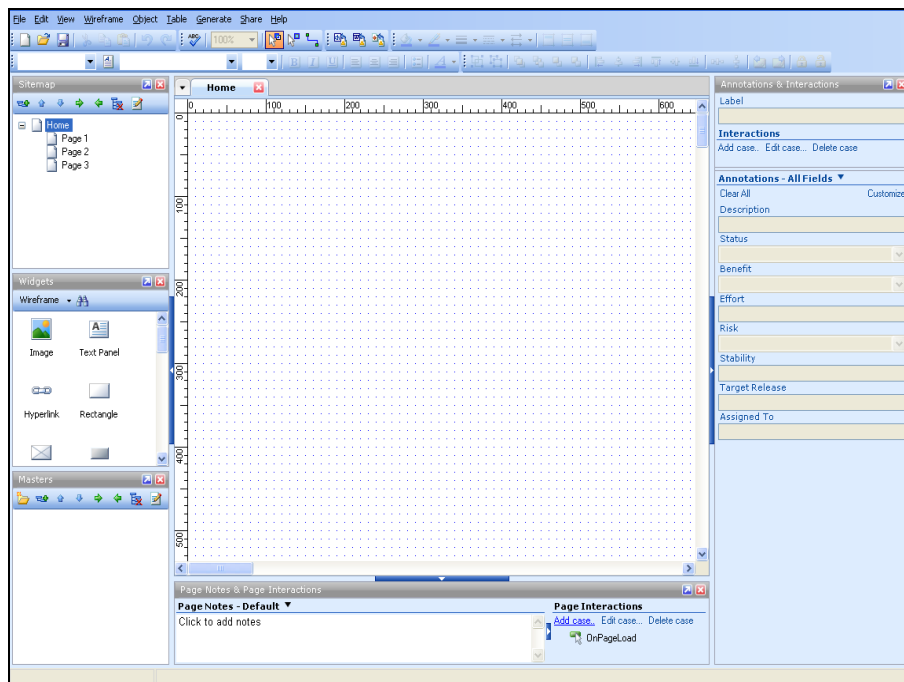 File Edit View Wireframe Object Table Generate Share Help
ABC 100%
B I U
Sitemap
Home
Page 1
Page 2
Page 3
Widgets
Wireframe
Image Text Panel
Hyperlink Rectangle
Masters
Home
0 100 200 300 400 500 600
0
100
200
300
400
500
Page Notes & Page Interactions
Page Notes - Default
Click to add notes
Page Interactions
Add case.. Edit case... Delete case
OnPageLoad
Annotations & Interactions
Label
Interactions
Add case.. Edit case... Delete case
Annotations - All Fields
Clear All Customize
Description
Status
Benefit
Effort
Risk
Stability
Target Release
Assigned To